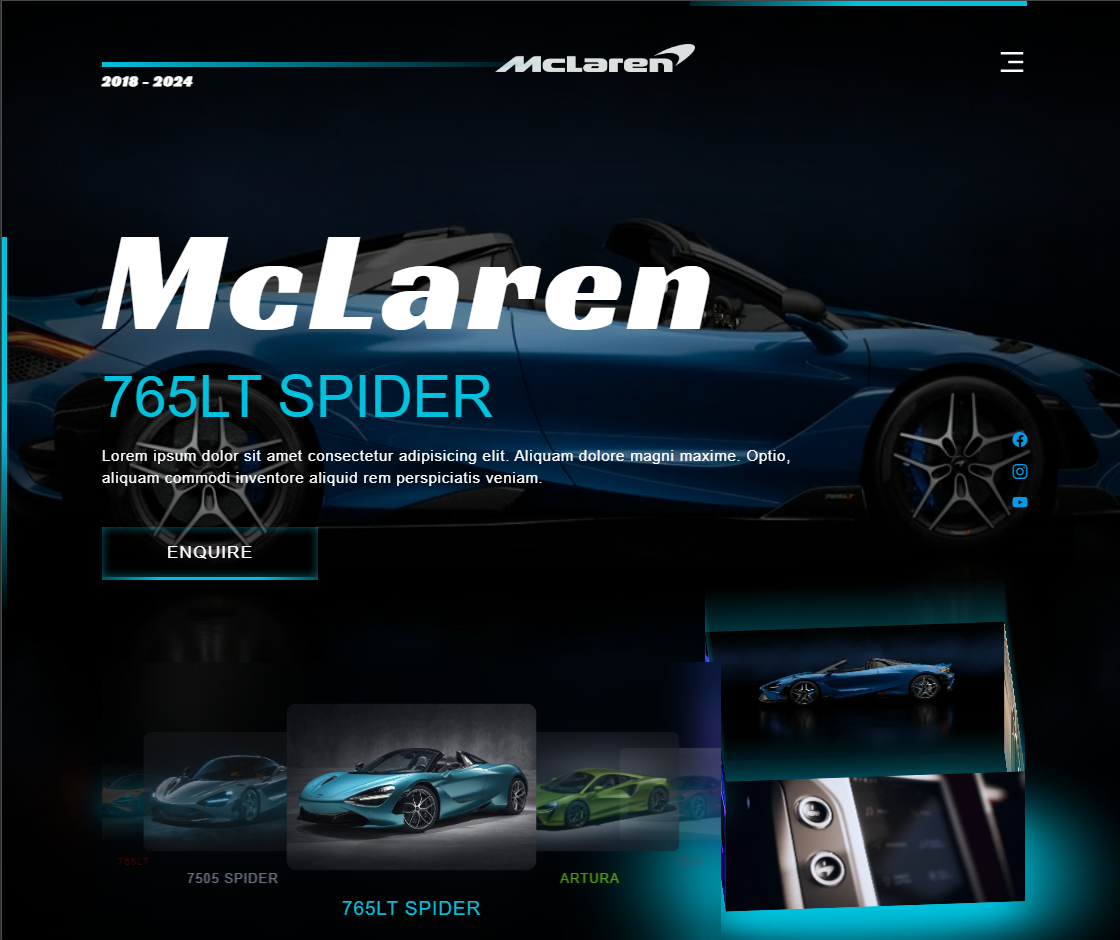 McLaren
2018 - 2024
McLaren
765LT SPIDER
Lorem ipsum dolor sit amet consectetur adipisicing elit. Aliquam dolore magni maxime. Optio,
aliquam commodi inventore aliquid rem perspiciatis veniam.
ENQUIRE
765LT
7505 SPIDER
ARTURA
765LT SPIDER